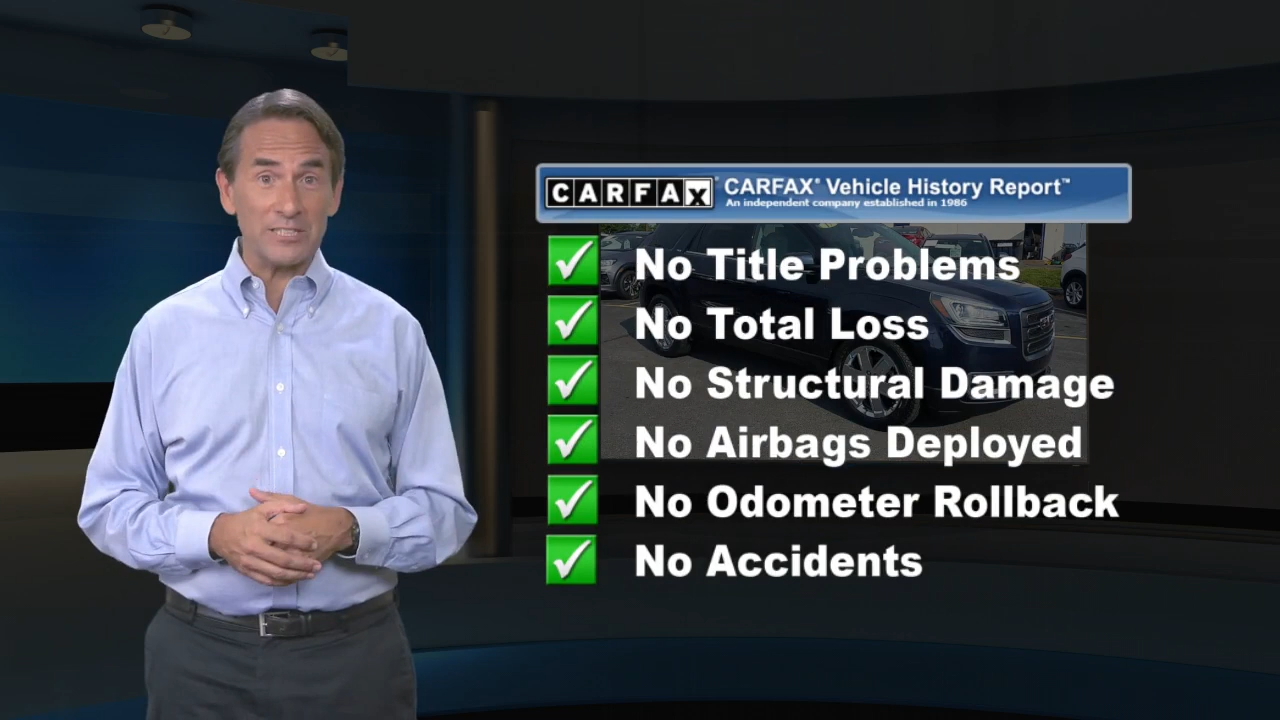 CARFAX
CARFAX® Vehicle History Report™
An independent company established in 1986
No Title Problems
No Total Loss
No Structural Damage
No Airbags Deployed
No Odometer Rollback
No Accidents